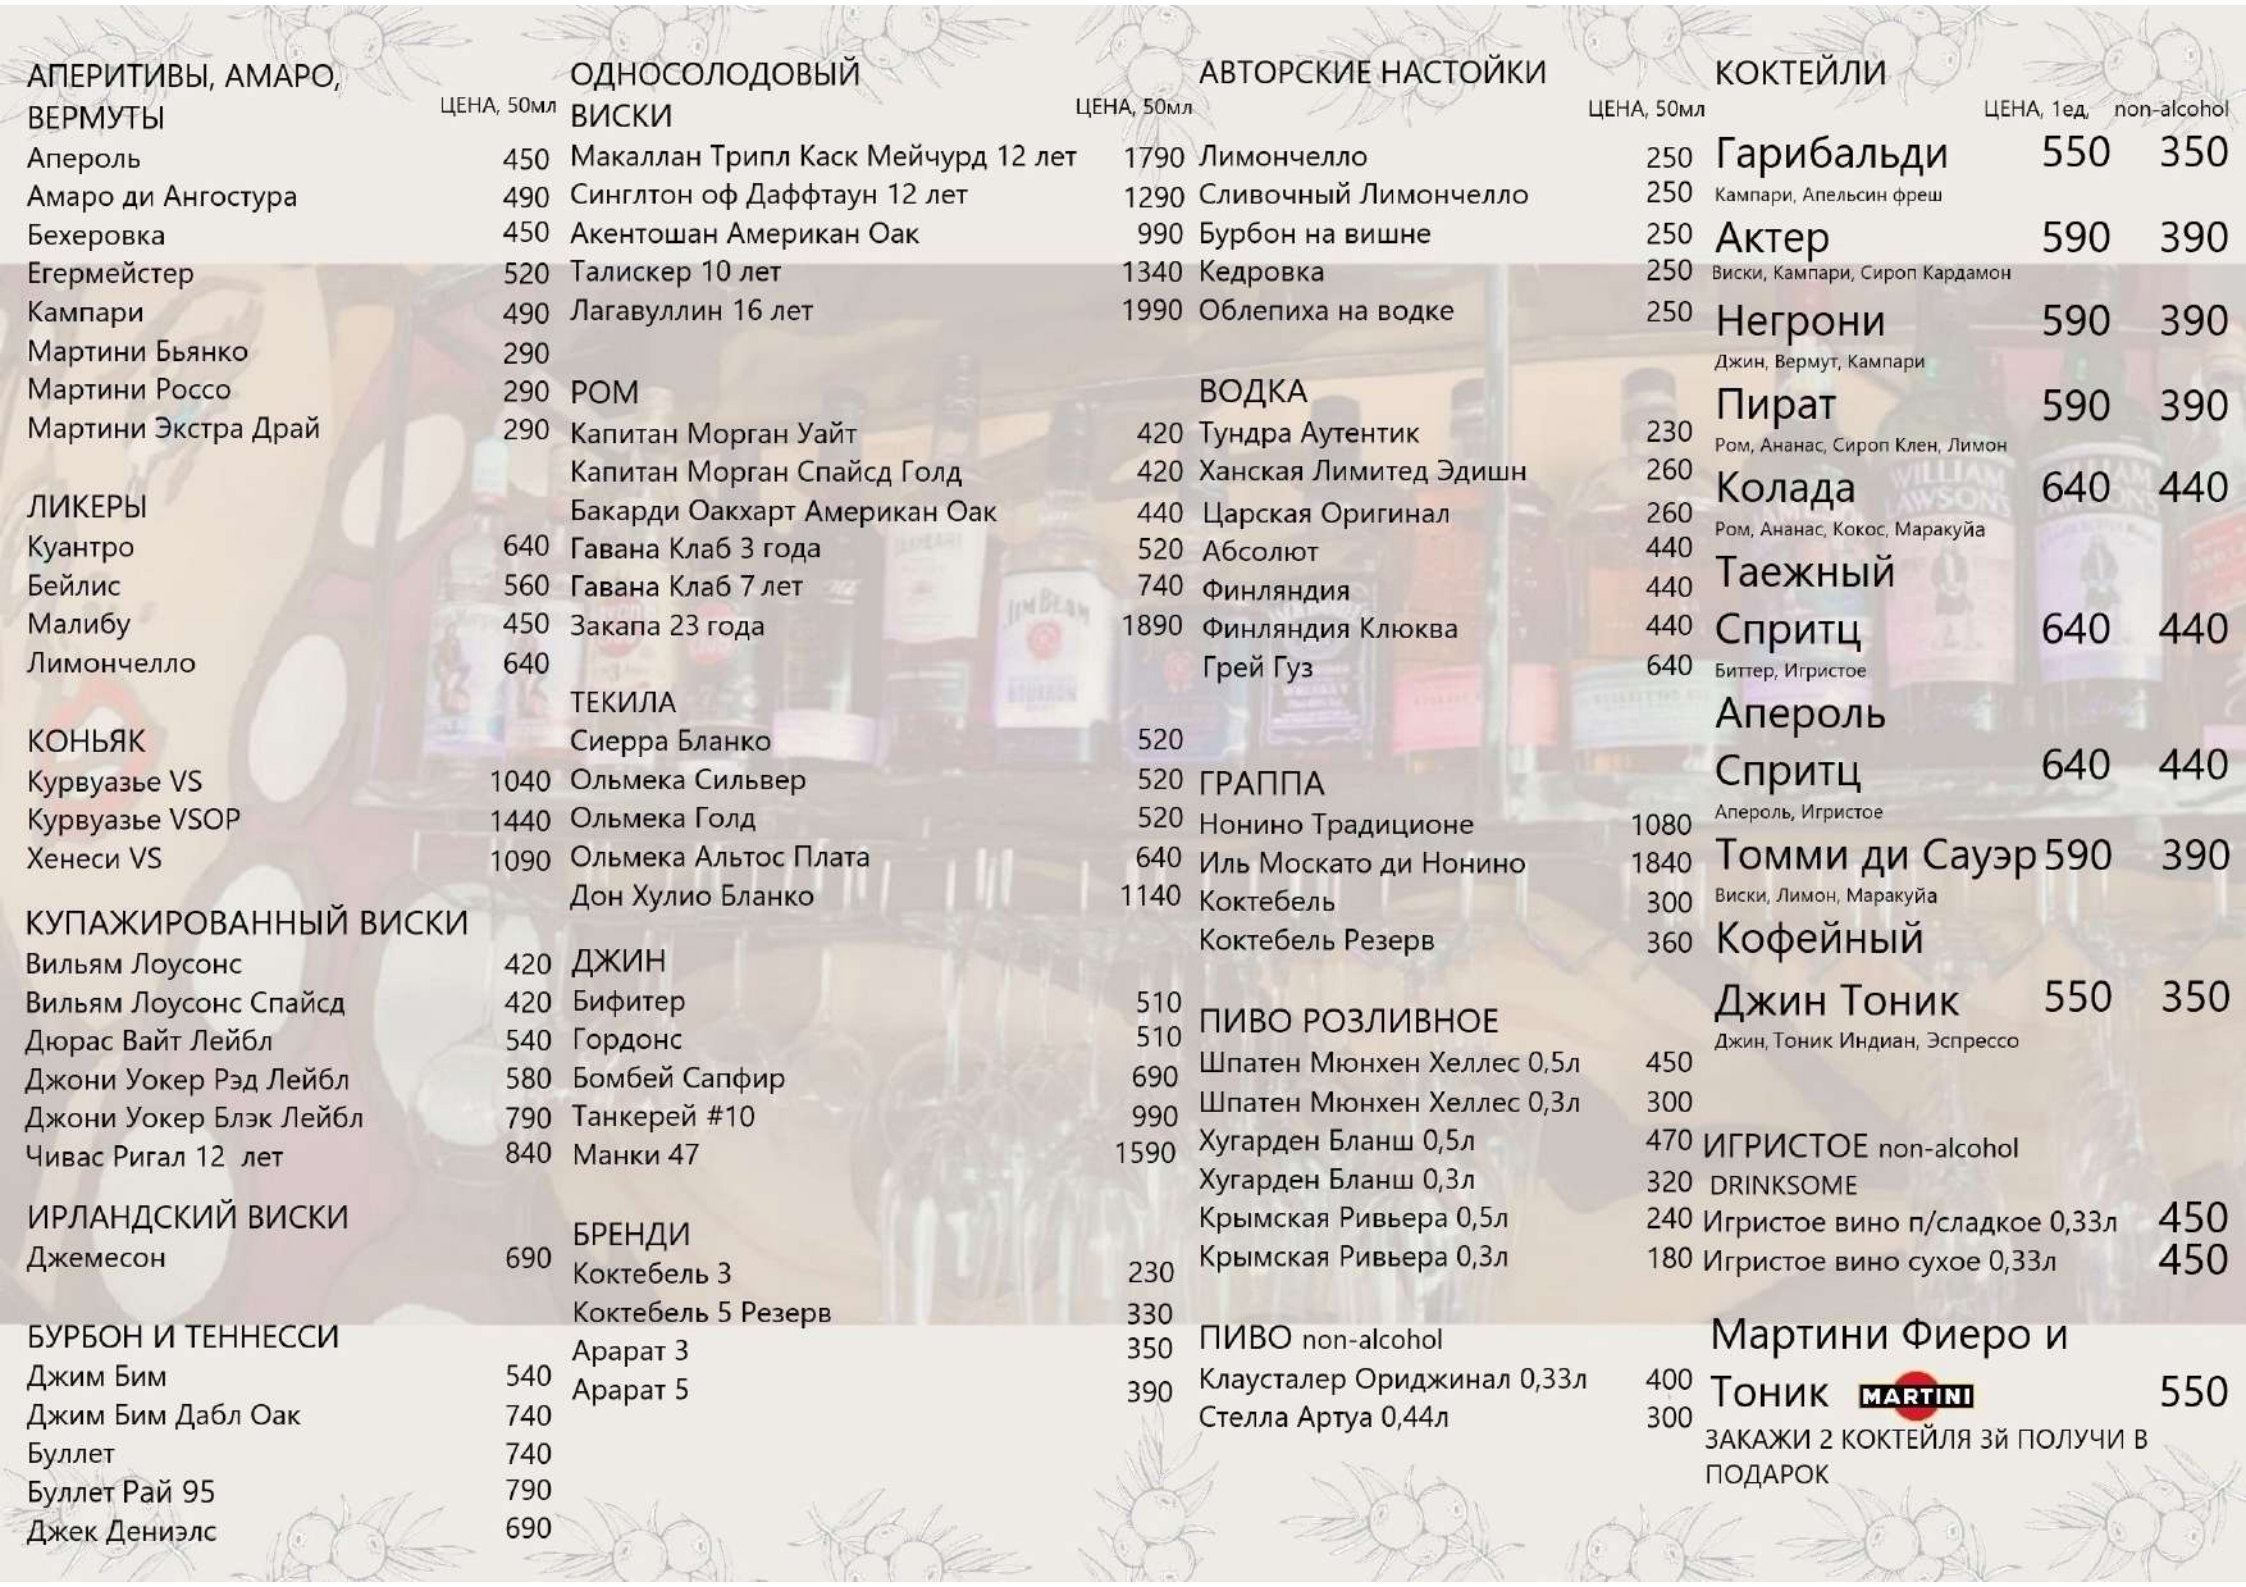 АПЕРИТИВЫ, АМАРО,
ВЕРМУТЫ
ЦЕНА, 50мл
Апероль 450
Амаро ди Ангостура 490
Бехеровка 450
Егермейстер 520
Кампари 490
Мартини Бьянко 290
Мартини Россо 290
Мартини Экстра Драй 290
ЛИКЕРЫ
Куантро 640
Бейлис 560
Малибу 450
Лимончелло 640
КОНЬЯК
Курвуазье VS 1040
Курвуазье VSOP 1440
Хенеси VS 1090
КУПАЖИРОВАННЫЙ ВИСКИ
Вильям Лоусонс 420
Вильям Лоусонс Спайсд 420
Дюрас Вайт Лейбл 540
Джони Уокер Рэд Лейбл 580
Джони Уокер Блэк Лейбл 790
Чивас Ригал 12 лет 840
ИРЛАНДСКИЙ ВИСКИ
Джемесон 690
БУРБОН И ТЕННЕССИ
Джим Бим 540
Джим Бим Дабл Оак 740
Буллет 740
Буллет Рай 95 790
Джек Дениэлс 690
ОДНОСОЛОДОВЫЙ
ВИСКИ
ЦЕНА, 50мл
Макаллан Трипл Каск Мейчурд 12 лет 1790
Синглтон оф Даффтаун 12 лет 1290
Акентошан Американ Оак 990
Талискер 10 лет 1340
Лагавуллин 16 лет 1990
РОМ
Капитан Морган Уайт 420
Капитан Морган Спайсд Голд 420
Бакарди Оакхарт Американ Оак 440
Гавана Клаб 3 года 520
Гавана Клаб 7 лет 740
Закапа 23 года 1890
ТЕКИЛА
Сиерра Бланко 520
Ольмека Сильвер 520
Ольмека Голд 520
Ольмека Альтос Плата 640
Дон Хулио Бланко 1140
ДЖИН
Бифитер 510
Гордонс 510
Бомбей Сапфир 690
Танкерей #10 990
Манки 47 1590
БРЕНДИ
Коктебель 3 230
Коктебель 5 Резерв 330
Арарат 3 350
Арарат 5 390
АВТОРСКИЕ НАСТОЙКИ
ЦЕНА, 50мл
Лимончелло 250
Сливочный Лимончелло 250
Бурбон на вишне 250
Кедровка 250
Облепиха на водке 250
ВОДКА
Тундра Аутентик 230
Ханская Лимитед Эдишн 260
Царская Оригинал 260
Абсолют 440
Финляндия 440
Финляндия Клюква 440
Грей Гуз 640
ГРАППА
Нонино Традиционе 1080
Иль Москато ди Нонино 1840
Коктебель 300
Коктебель Резерв 360
ПИВО РОЗЛИВНОЕ
Шпатен Мюнхен Хеллес 0,5л 450
Шпатен Мюнхен Хеллес 0,3л 300
Хугарден Бланш 0,5л 470
Хугарден Бланш 0,3л 320
Крымская Ривьера 0,5л 240
Крымская Ривьера 0,3л 180
ПИВО non-alcohol
Клаусталер Ориджинал 0,33л 400
Стелла Артуа 0,44л 300
КОКТЕЙЛИ
ЦЕНА, 1ед, non-alcohol
Гарибальди 550 350
Кампари, Апельсин фреш
Актер 590 390
Виски, Кампари, Сироп Кардамон
Негрони 590 390
Джин, Вермут, Кампари
Пират 590 390
Ром, Ананас, Сироп Клен, Лимон
Колада 640 440
Ром, Ананас, Кокос, Маракуйа
Таежный
Спритц 640 440
Биттер, Игристое
Апероль
Спритц 640 440
Апероль, Игристое
Томми ди Сауэр 590 390
Виски, Лимон, Маракуйа
Кофейный
Джин Тоник 550 350
Джин, Тоник Индиан, Эспрессо
ИГРИСТОЕ non-alcohol
DRINKSOME
Игристое вино п/сладкое 0,33л 450
Игристое вино сухое 0,33л 450
Мартини Фиеро и
Тоник MARTINI 550
ЗАКАЖИ 2 КОКТЕЙЛЯ 3й ПОЛУЧИ В
ПОДАРОК
JIM BEAM
BOURBON
WILLIAM
LAWSON'S